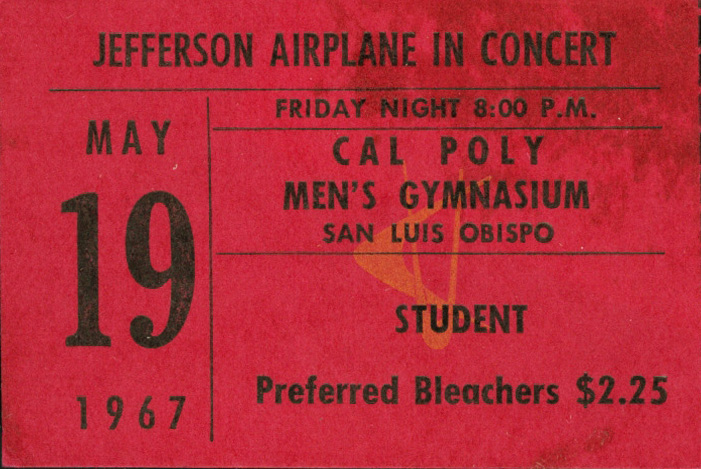 JEFFERSON AIRPLANE IN CONCERT
FRIDAY NIGHT 8:00 P.M.
MAY
19
1967
CAL POLY
MEN'S GYMNASIUM
SAN LUIS OBISPO
STUDENT
Preferred Bleachers $2.25